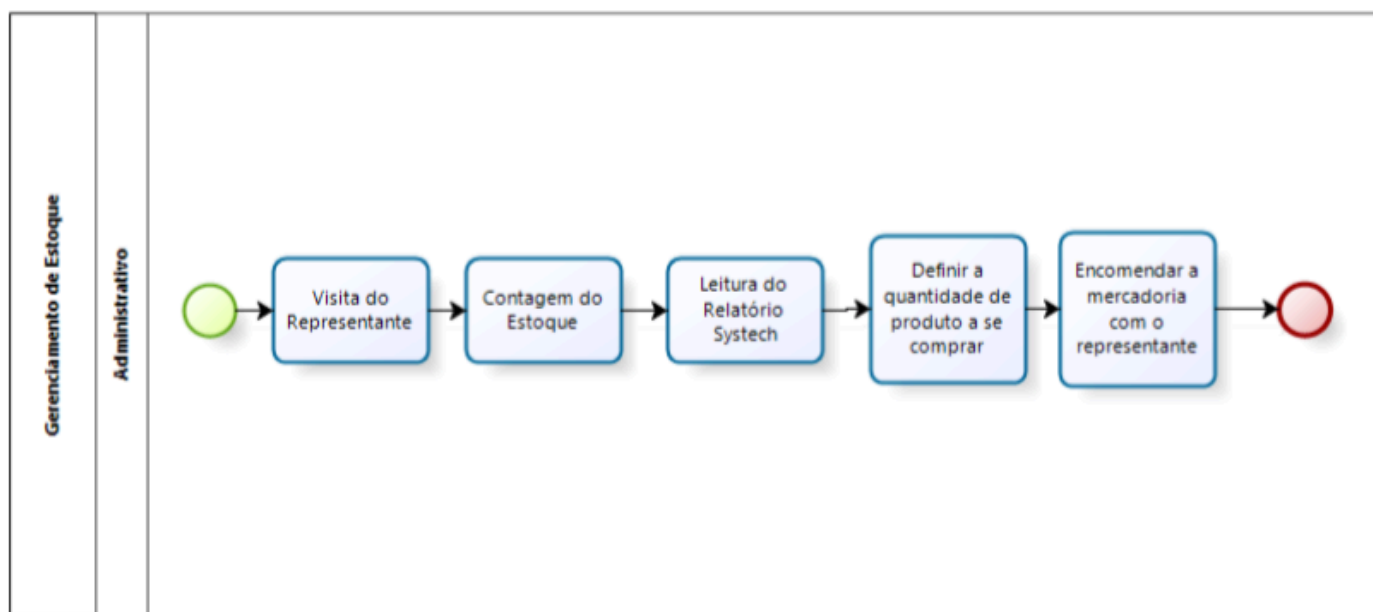 Gerenciamento de Estoque
Administrativo
Visita do
Representante
Contagem do
Estoque
Leitura do
Relatório
Systech
Definir a
quantidade de
produto a se
comprar
Encomendar a
mercadoria
com o
representante